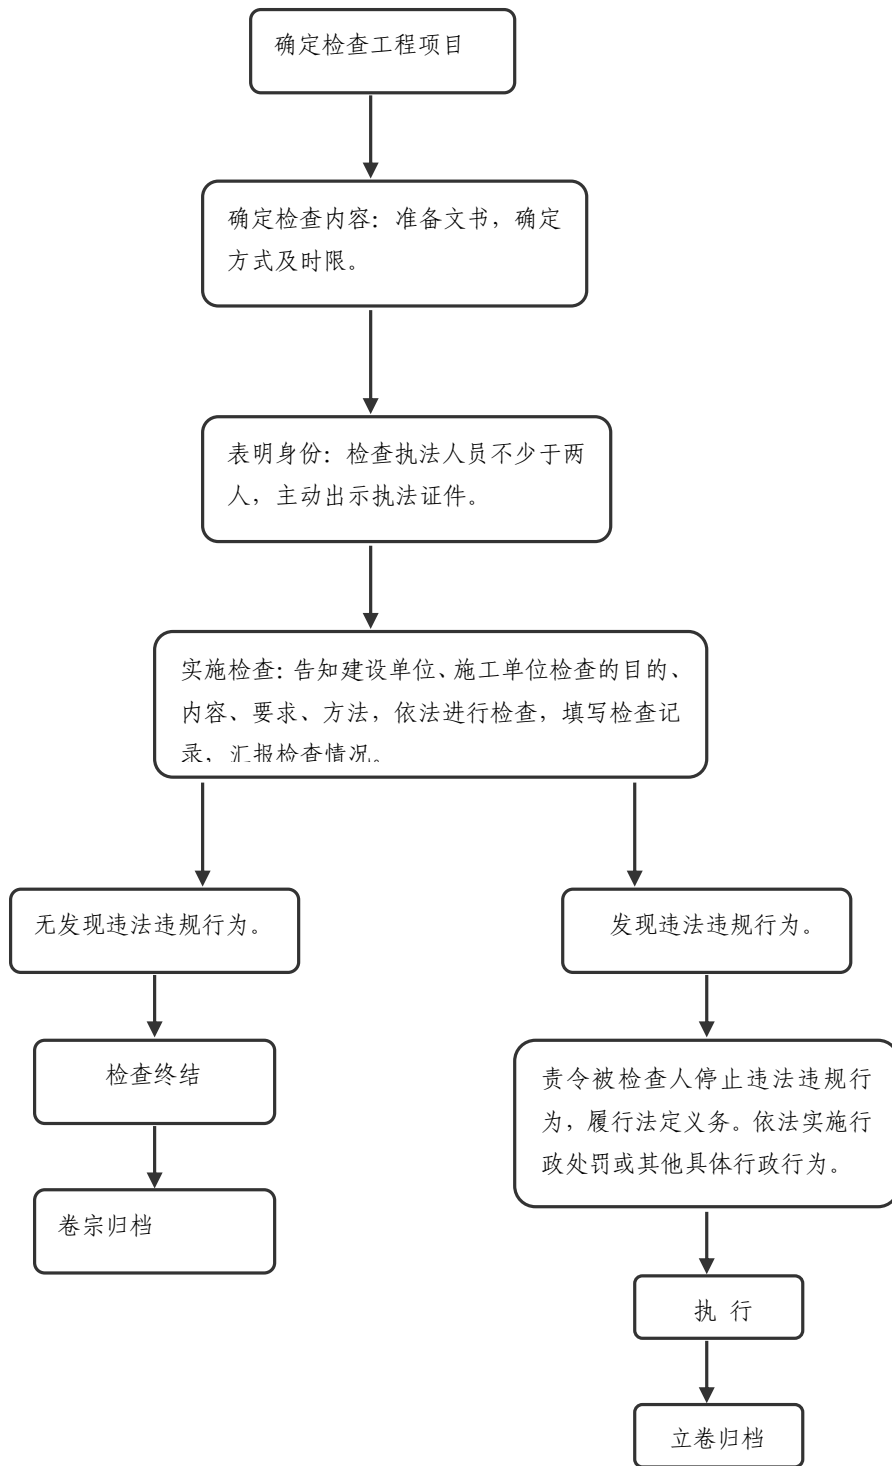 确定检查工程项目
确定检查内容：准备文书，确定
方式及时限。
表明身份：检查执法人员不少于两
人，主动出示执法证件。
实施检查：告知建设单位、施工单位检查的目的、
内容、要求、方法，依法进行检查，填写检查记
录，汇报检查情况。
无发现违法违规行为。
发现违法违规行为。
检查终结
责令被检查人停止违法违规行
为，履行法定义务。依法实施行
政处罚或其他具体行政行为。
卷宗归档
执 行
立卷归档